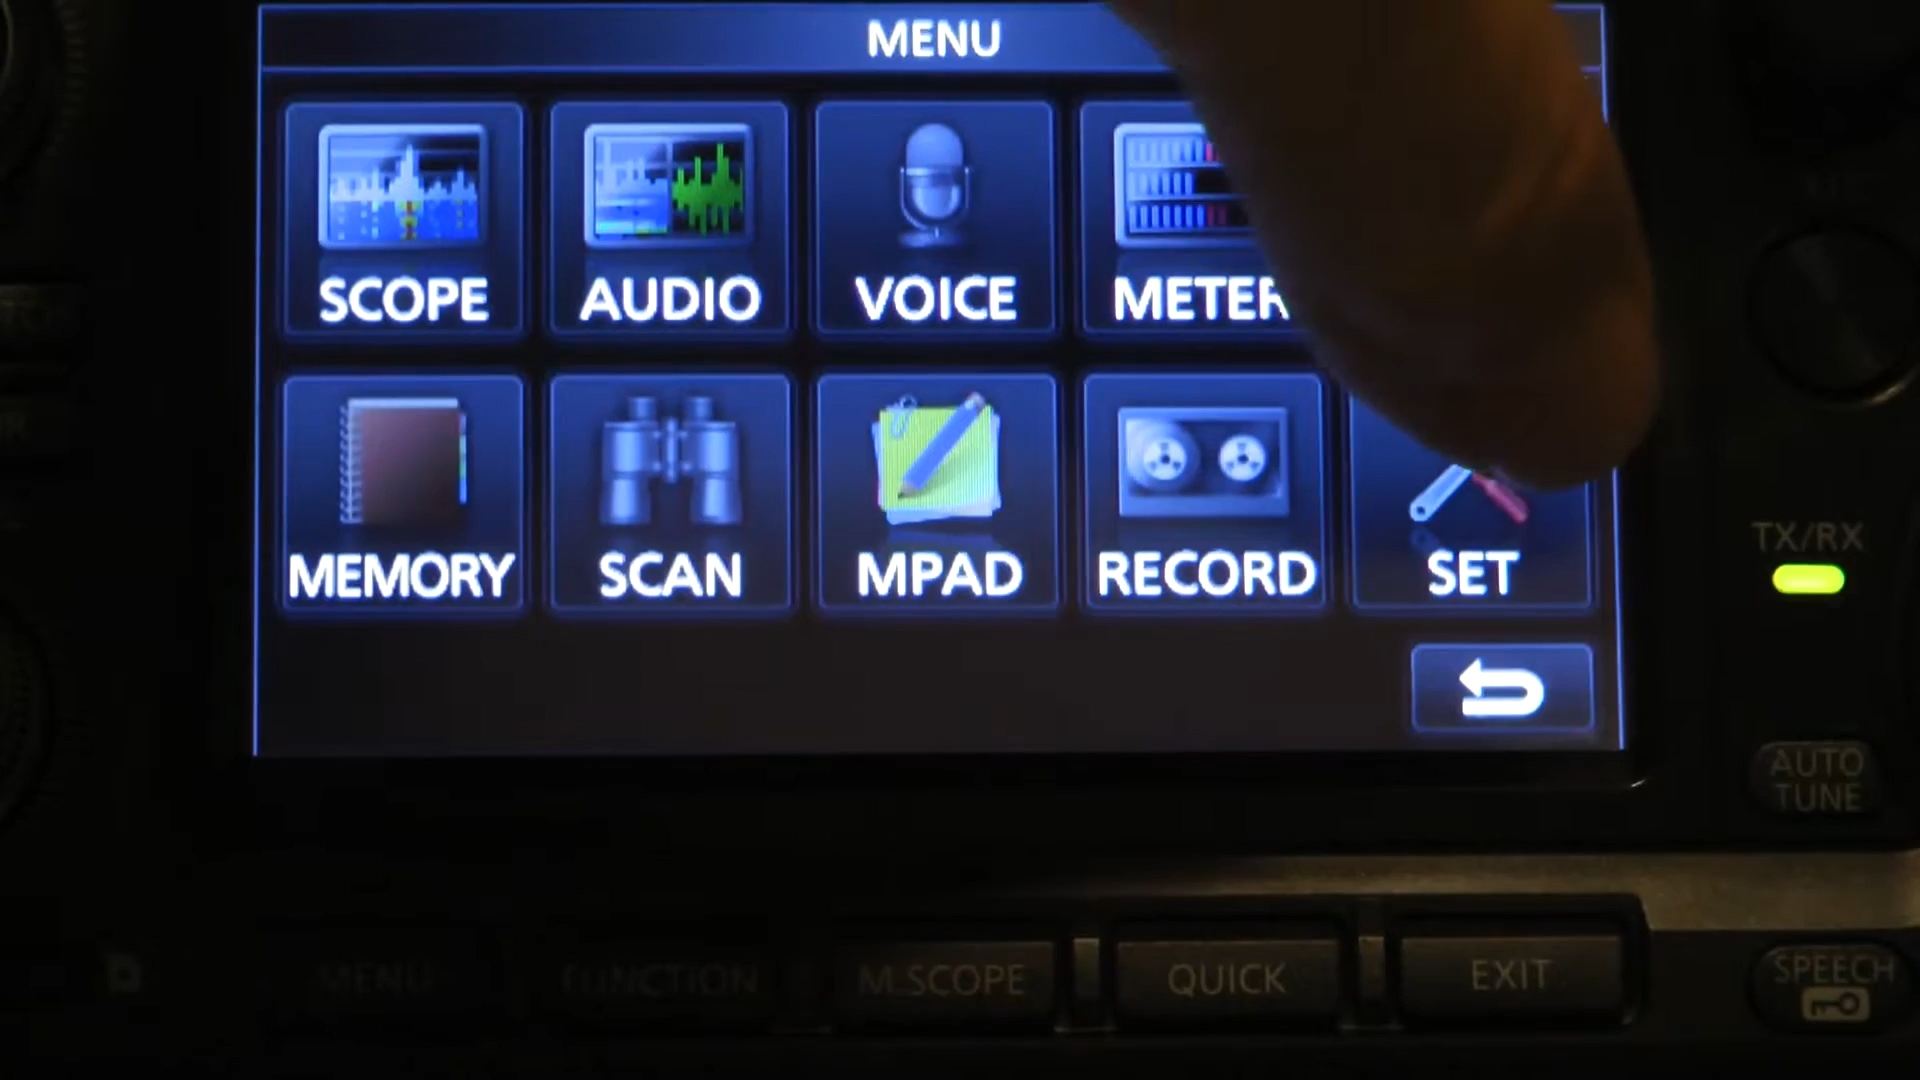 MENU
SCOPE
AUDIO
VOICE
METER
MEMORY
SCAN
MPAD
RECORD
SET
TX/RX
AUTO
TUNE
MENU
FUNCTION
M.SCOPE
QUICK
EXIT
SPEECH